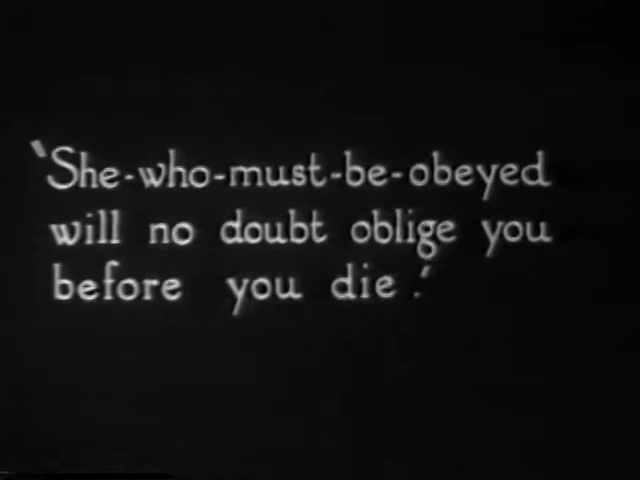 'She-who-must-be-obeyed
will no doubt oblige you
before you die.'